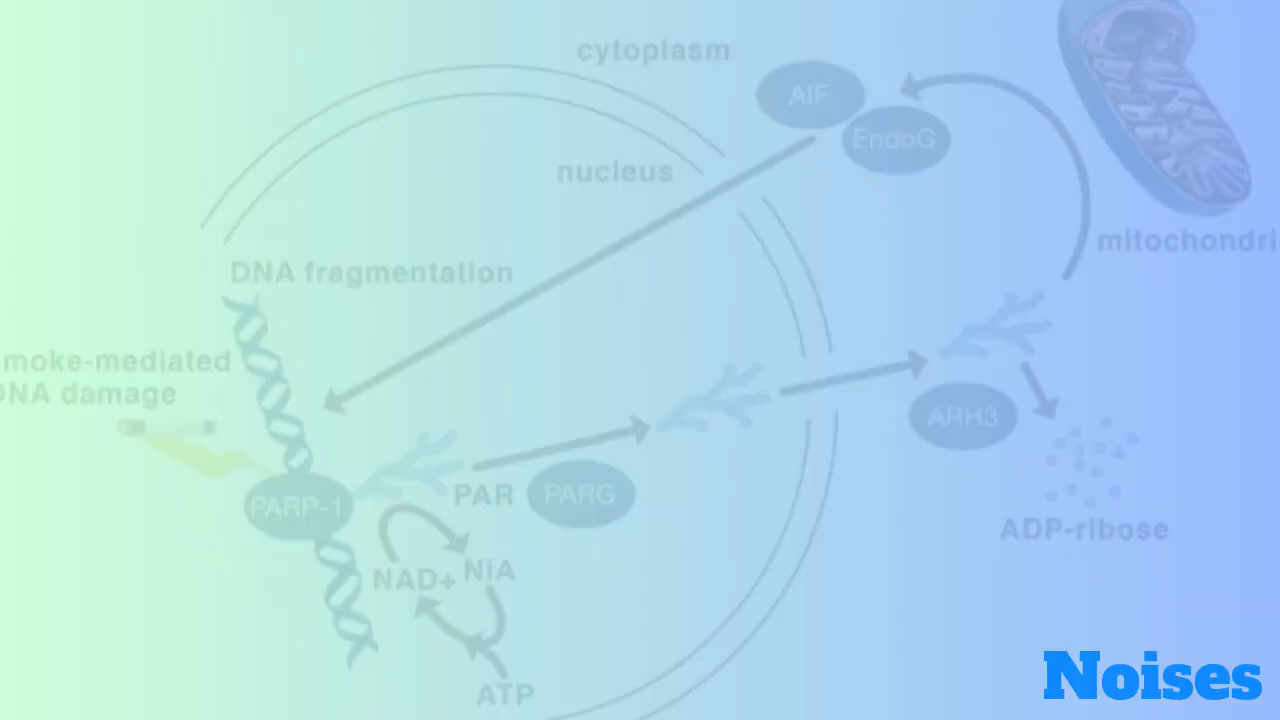 cytoplasm
AIF
EndoG
nucleus
mitochondri
DNA fragmentation
moke-mediated
DNA damage
ARH3
PARP-1
PAR
PARG
ADP-ribose
NAD+
NIA
ATP
Noises